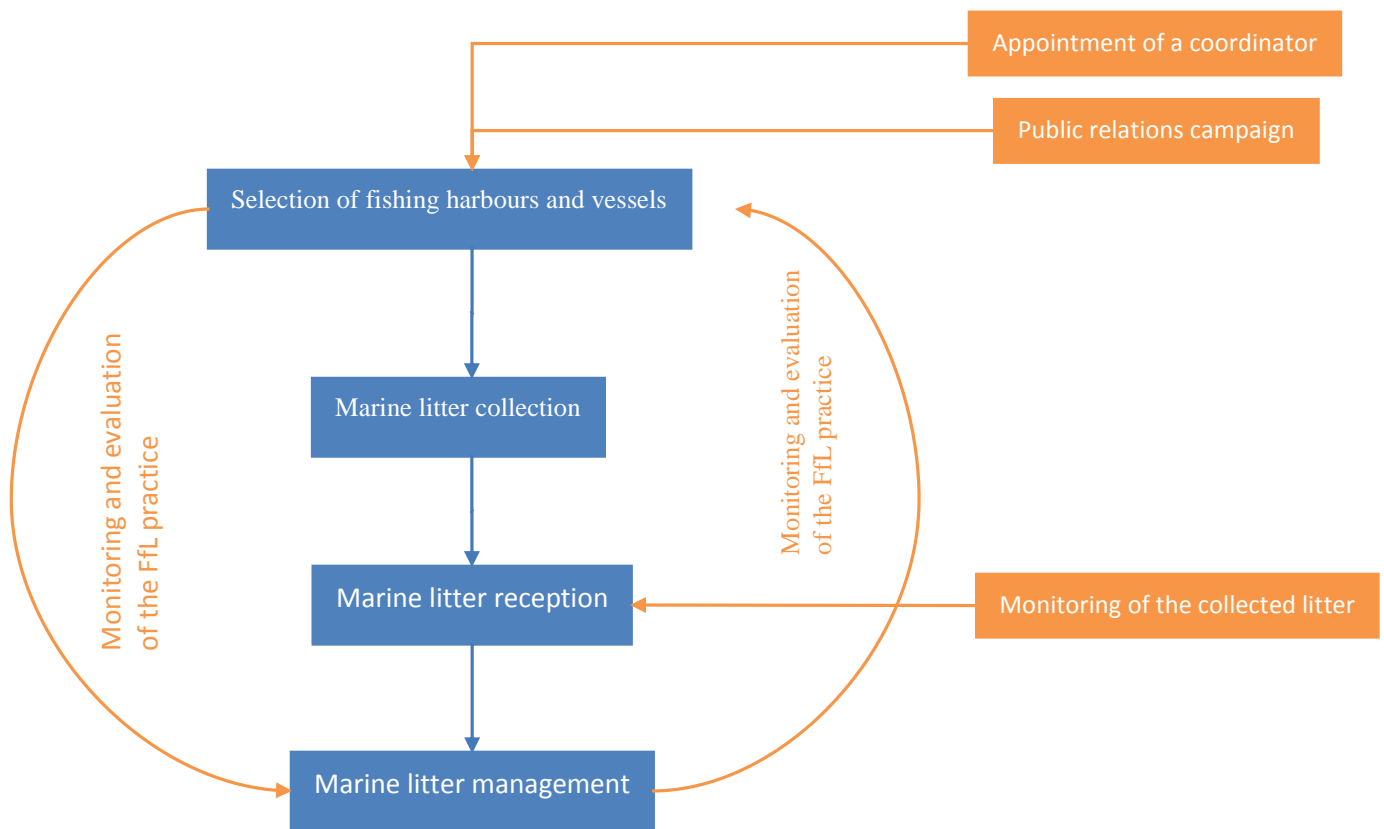 Appointment of a coordinator
Public relations campaign
Selection of fishing harbours and vessels
Monitoring and evaluation
of the FfL practice
Marine litter collection
Monitoring and evaluation
of the FfL practice
Marine litter reception
Monitoring of the collected litter
Marine litter management